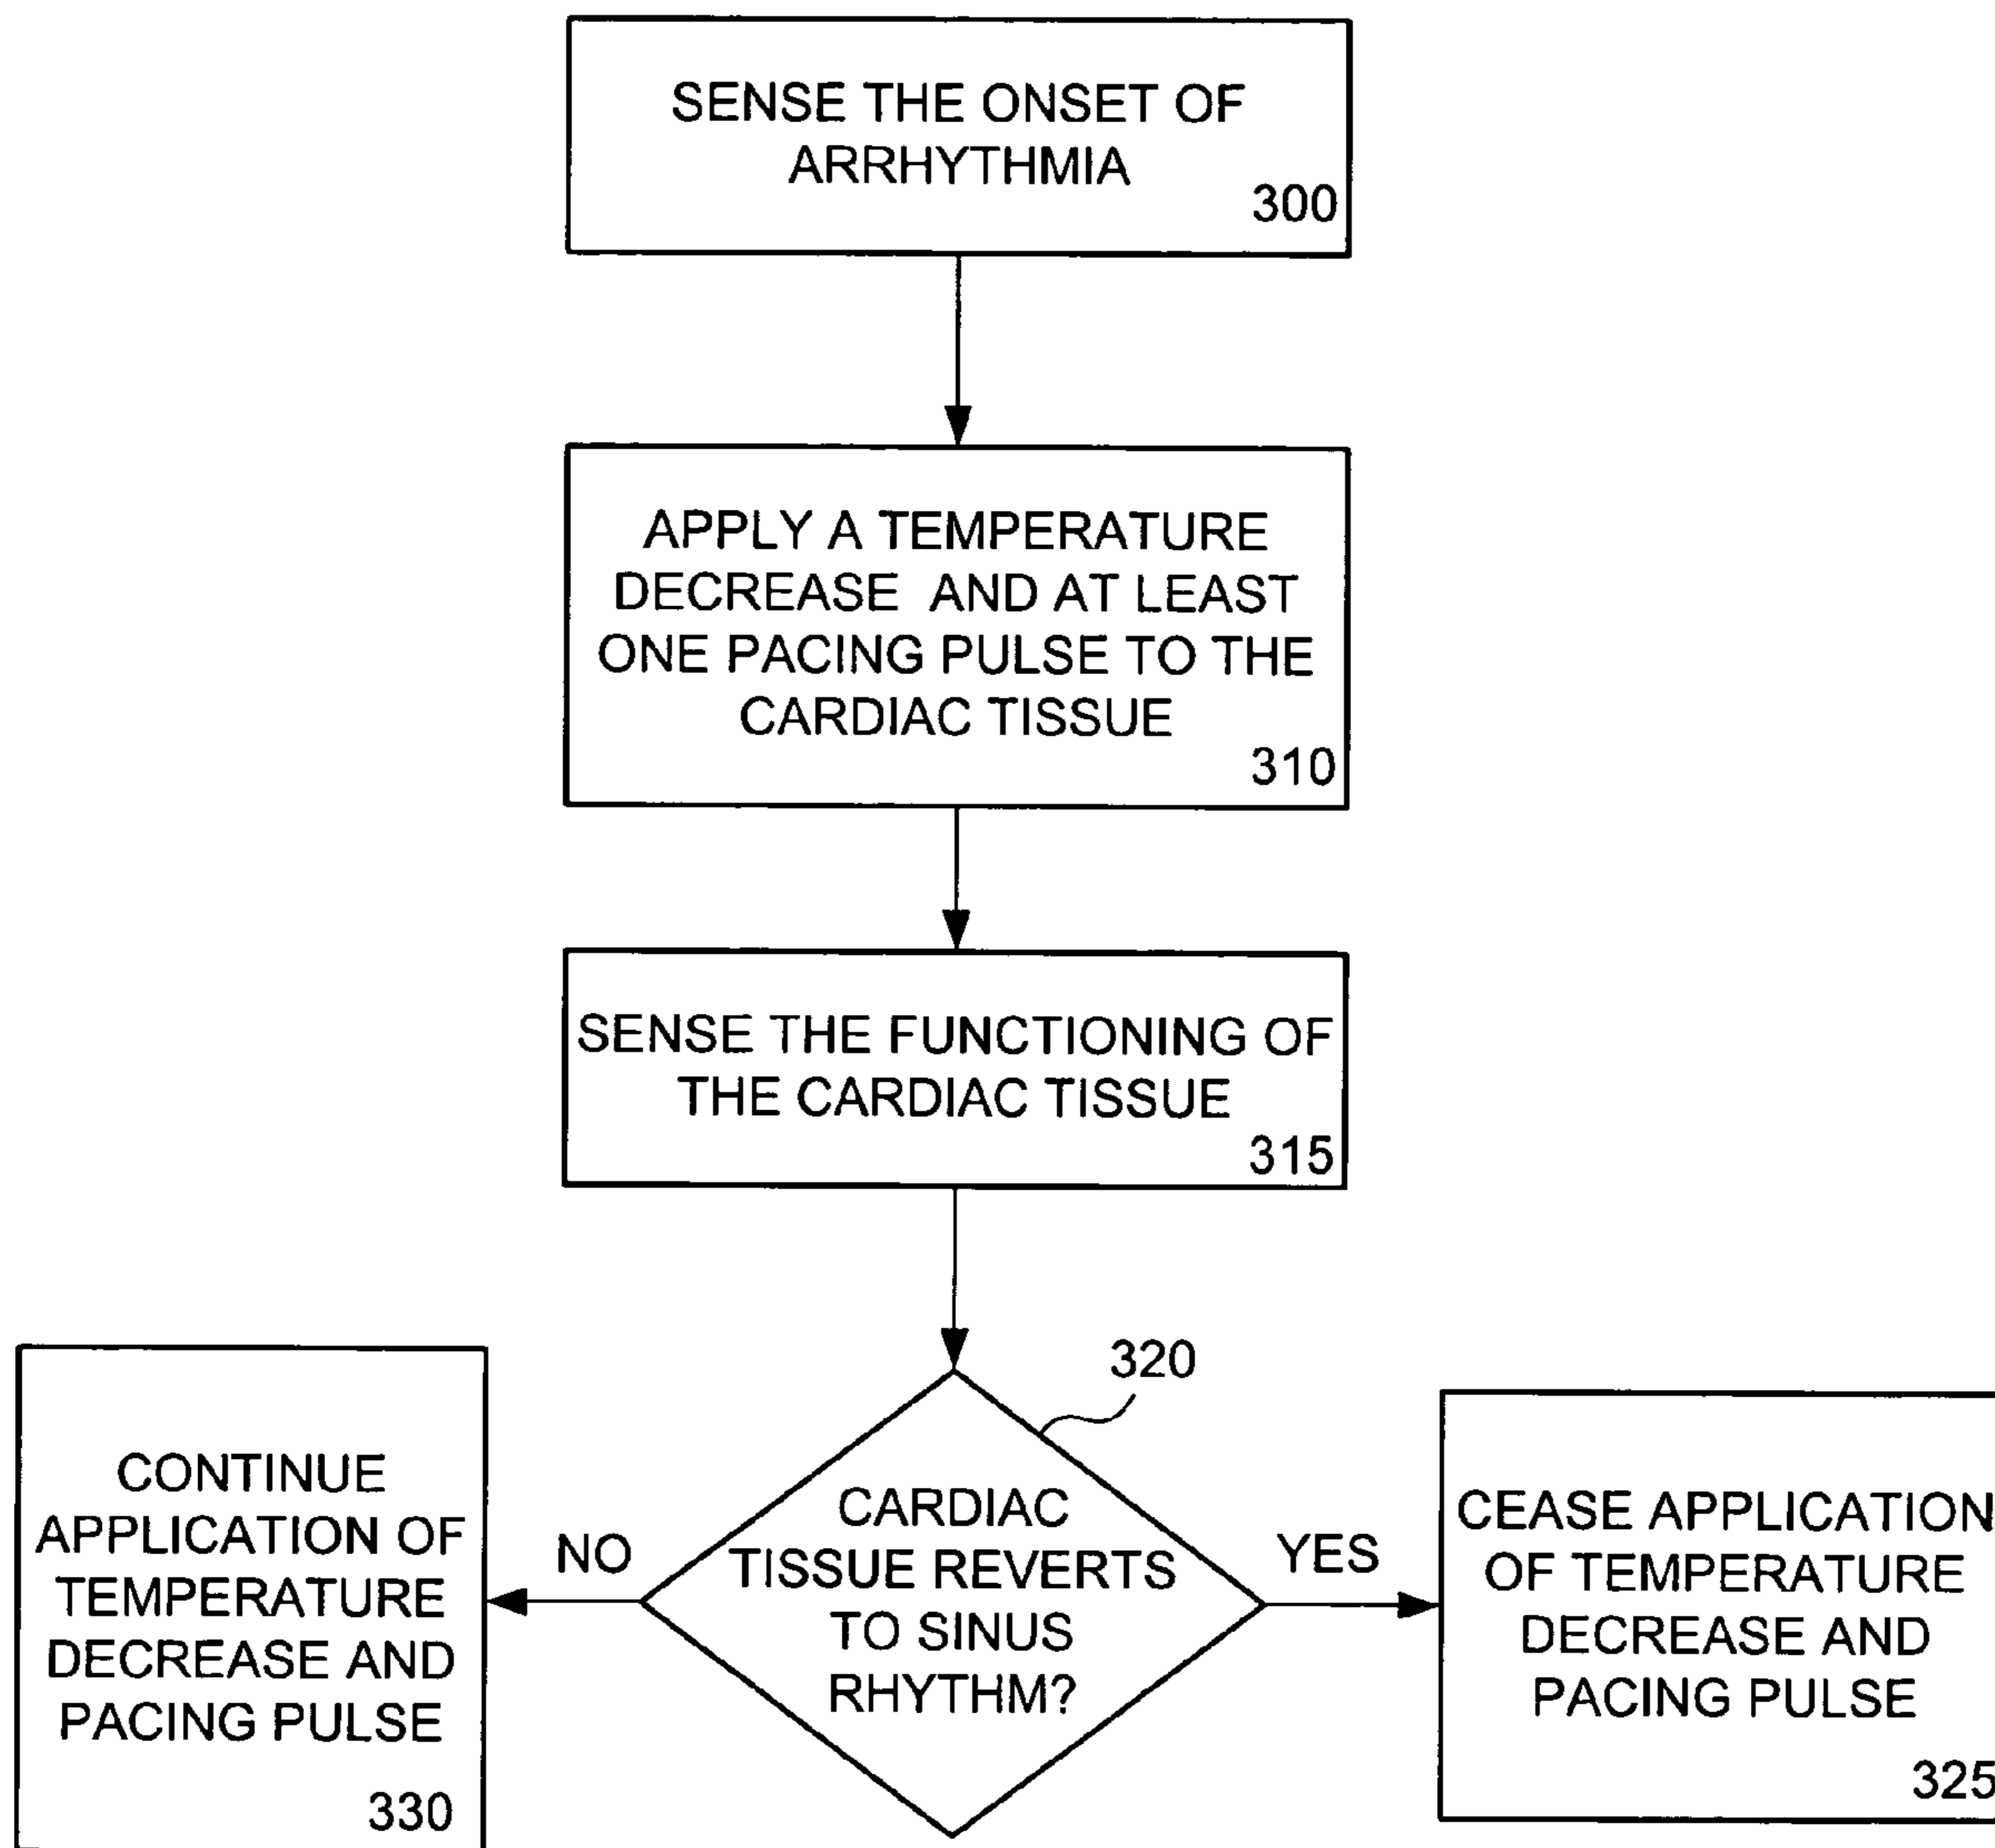 SENSE THE ONSET OF
ARRHYTHMIA
300
APPLY A TEMPERATURE
DECREASE AND AT LEAST
ONE PACING PULSE TO THE
CARDIAC TISSUE
310
SENSE THE FUNCTIONING OF
THE CARDIAC TISSUE
315
320
CARDIAC
TISSUE REVERTS
TO SINUS
RHYTHM?
NO
CONTINUE
APPLICATION OF
TEMPERATURE
DECREASE AND
PACING PULSE
330
YES
CEASE APPLICATION
OF TEMPERATURE
DECREASE AND
PACING PULSE
325